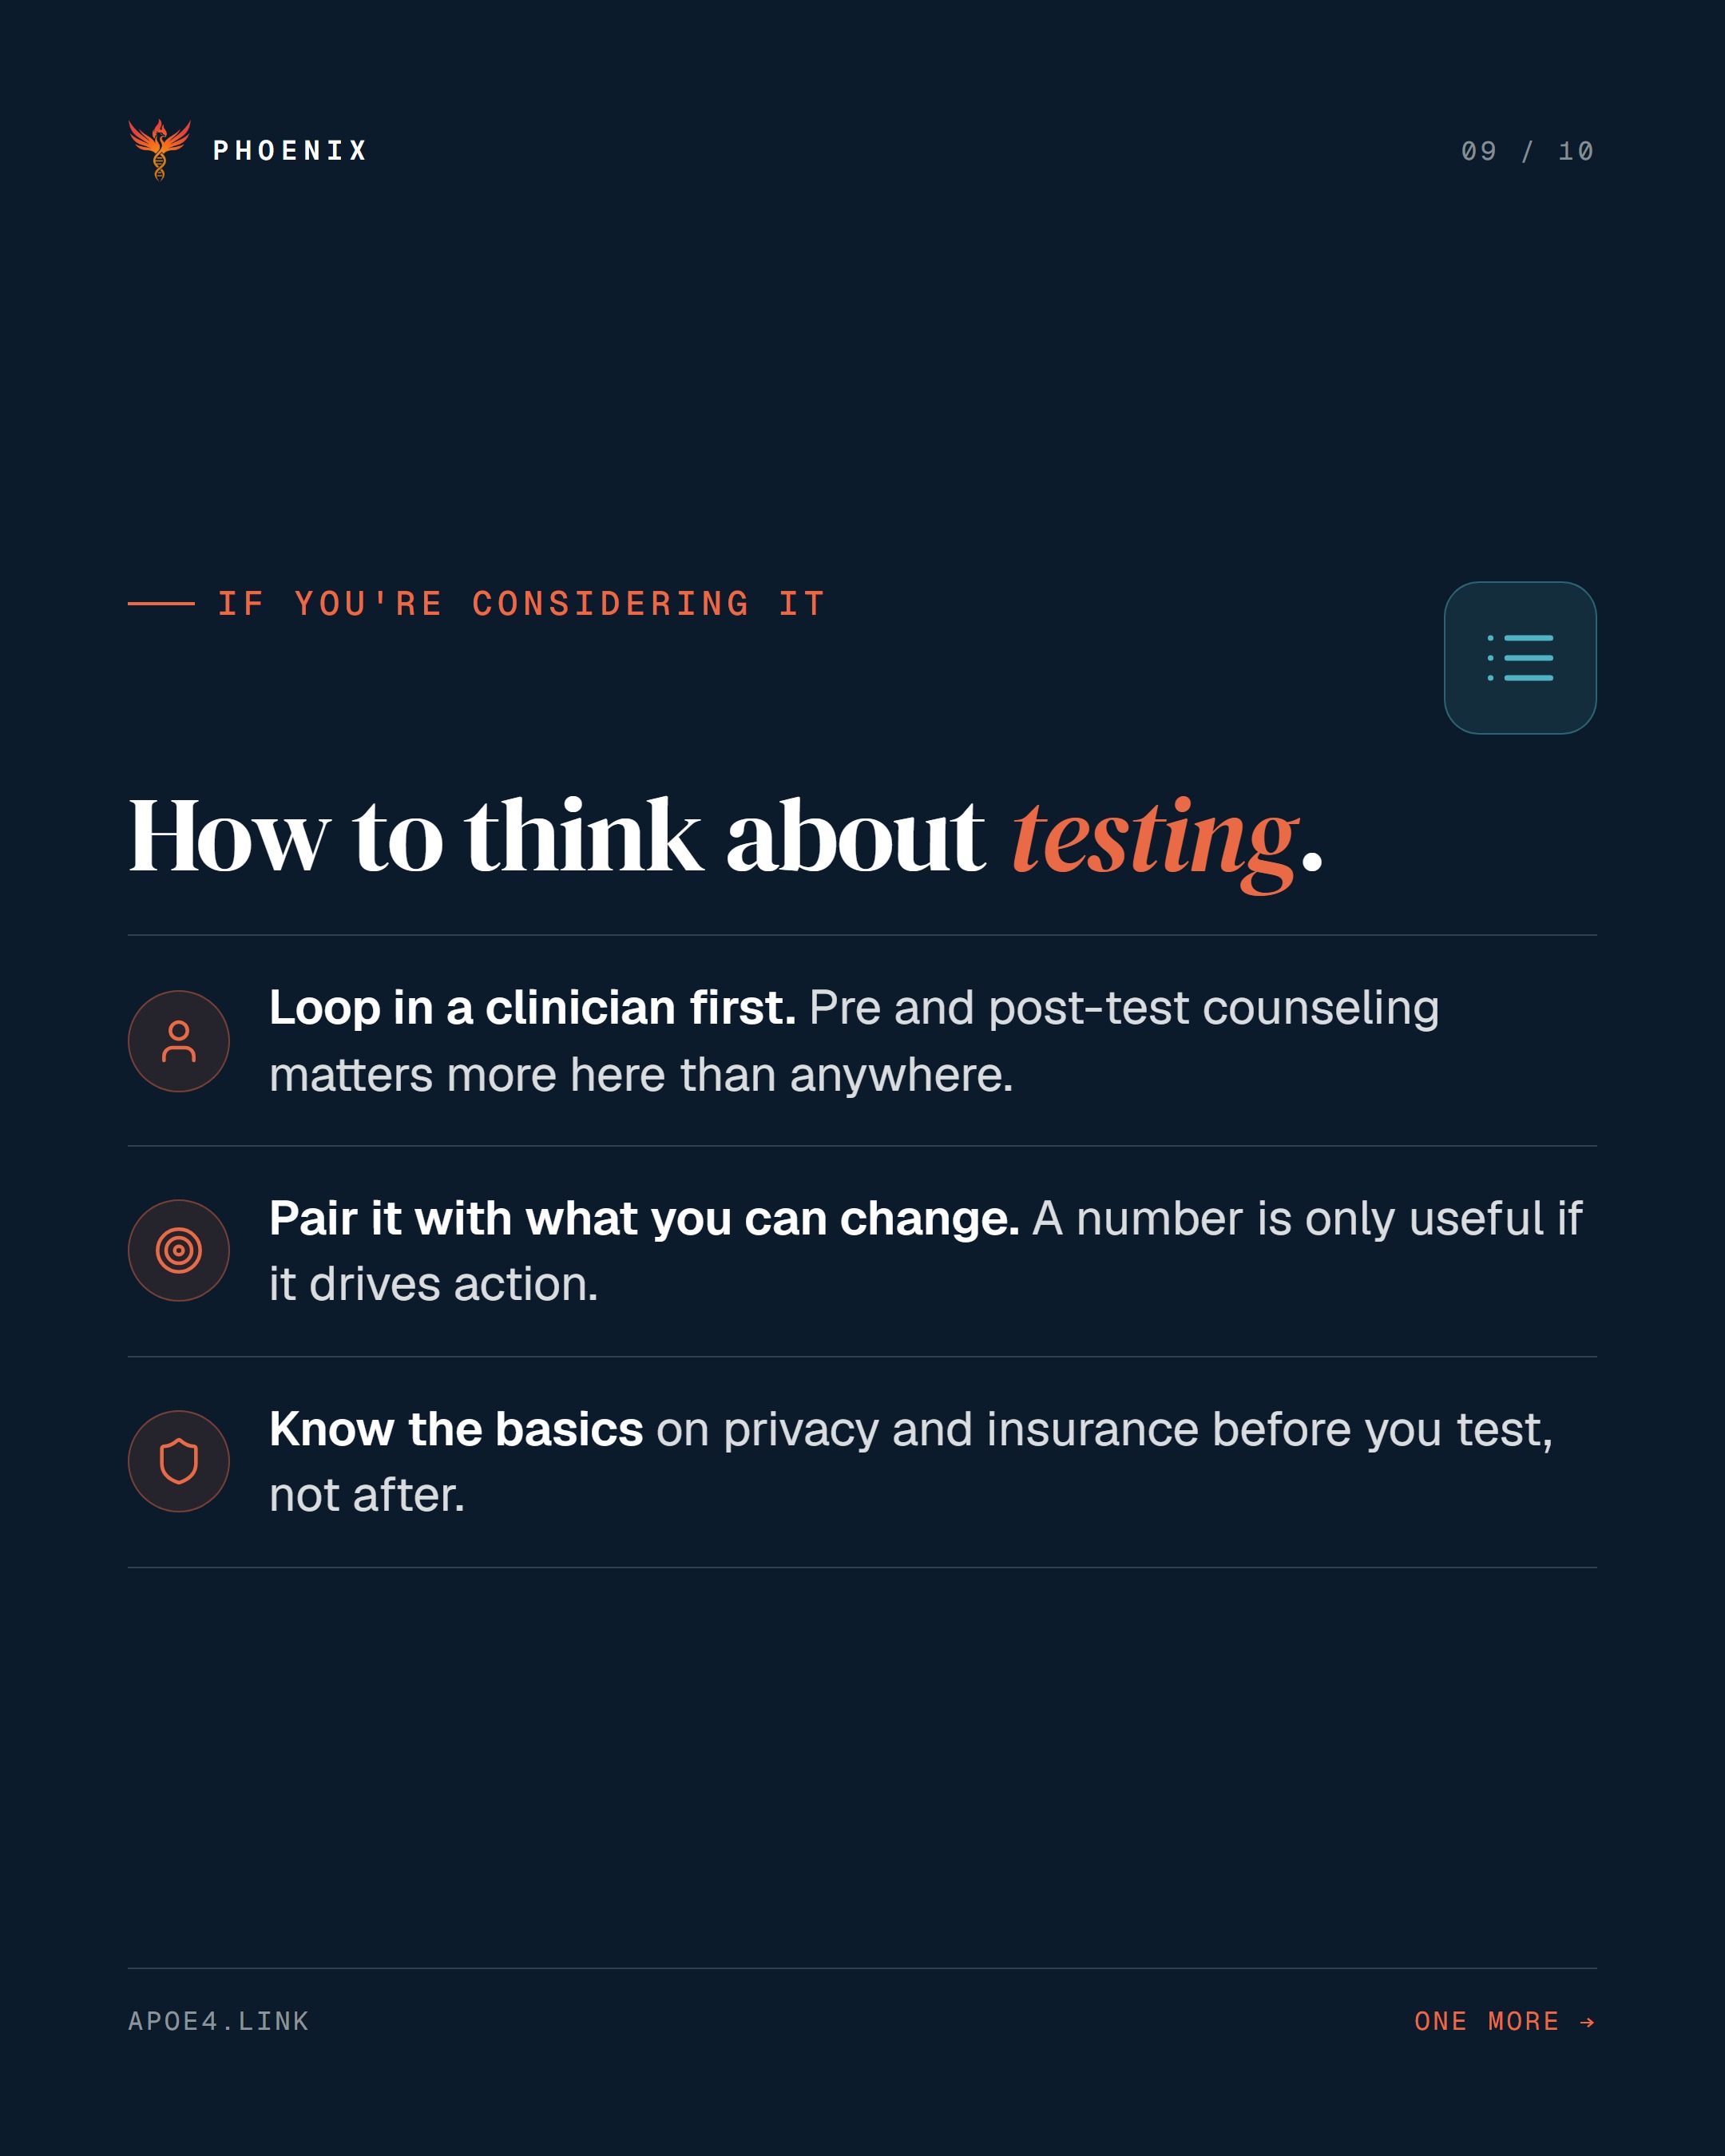 PHOENIX
09 / 10
IF YOU'RE CONSIDERING IT
How to think about testing.
Loop in a clinician first. Pre and post-test counseling
matters more here than anywhere.
Pair it with what you can change. A number is only useful if
it drives action.
Know the basics on privacy and insurance before you test,
not after.
APOE4.LINK
ONE MORE →